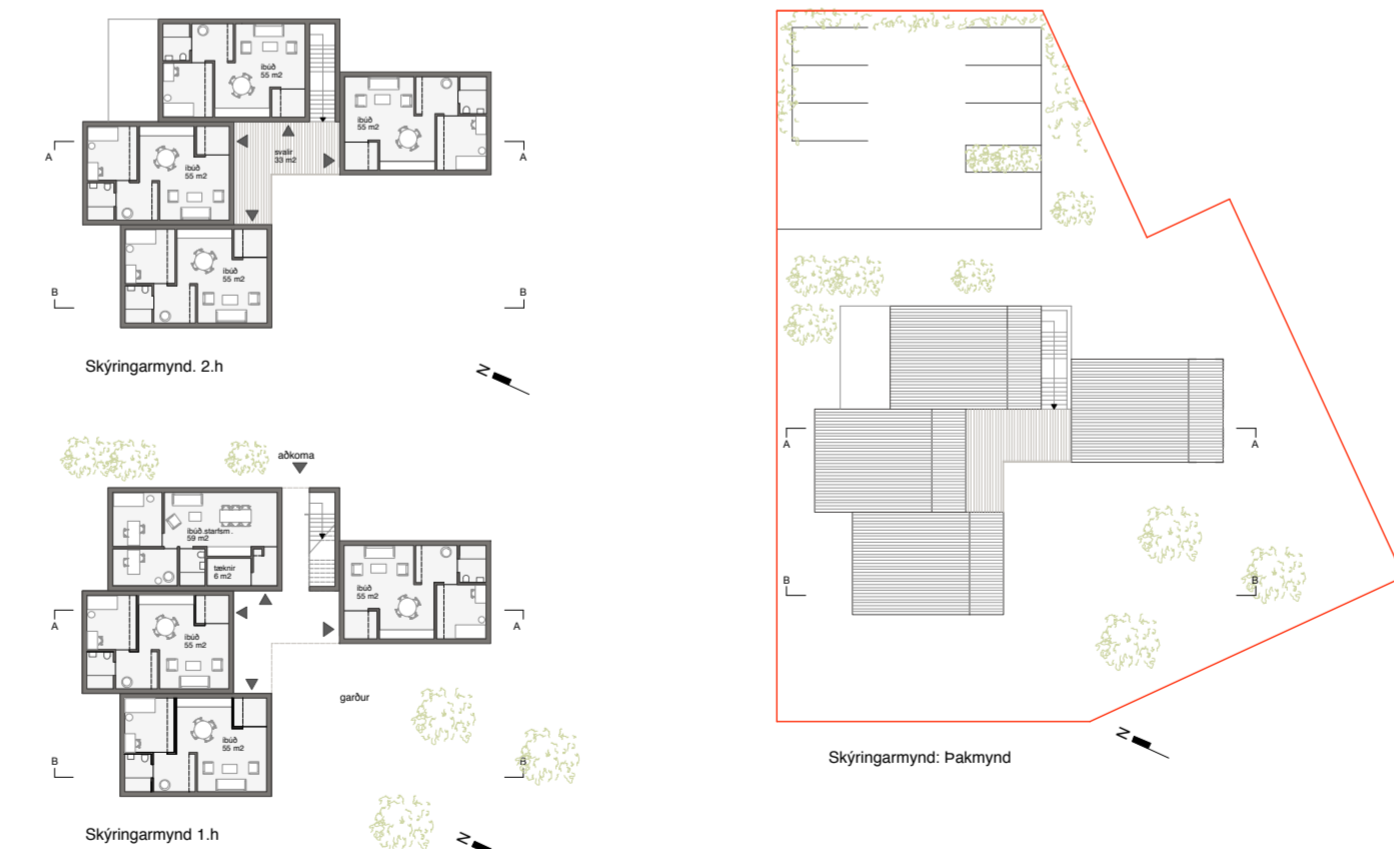 íbúð
55 m2
íbúð
55 m2
svalir
33 m2
íbúð
55 m2
íbúð
55 m2
A
A
B
B
Skýringarmynd. 2.h
N
aðkoma
íbúð.starfsm.
59 m2
tæknir
6 m2
íbúð
55 m2
íbúð
55 m2
íbúð
55 m2
garður
A
A
B
B
Skýringarmynd 1.h
N
A
A
B
B
Skýringarmynd: Þakmynd
N